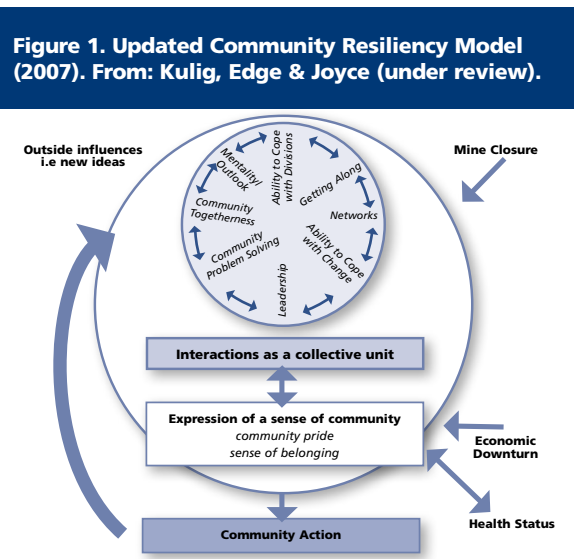 Figure 1. Updated Community Resiliency Model
(2007). From: Kulig, Edge & Joyce (under review).
Outside influences
i.e new ideas
Mine Closure
Ability to Cope
with Divisions
Getting Along
Networks
Ability to Cope
with Change
Leadership
Community
Problem Solving
Community
Togetherness
Mentality/
Outlook
Interactions as a collective unit
Expression of a sense of community
community pride
sense of belonging
Economic
Downturn
Health Status
Community Action